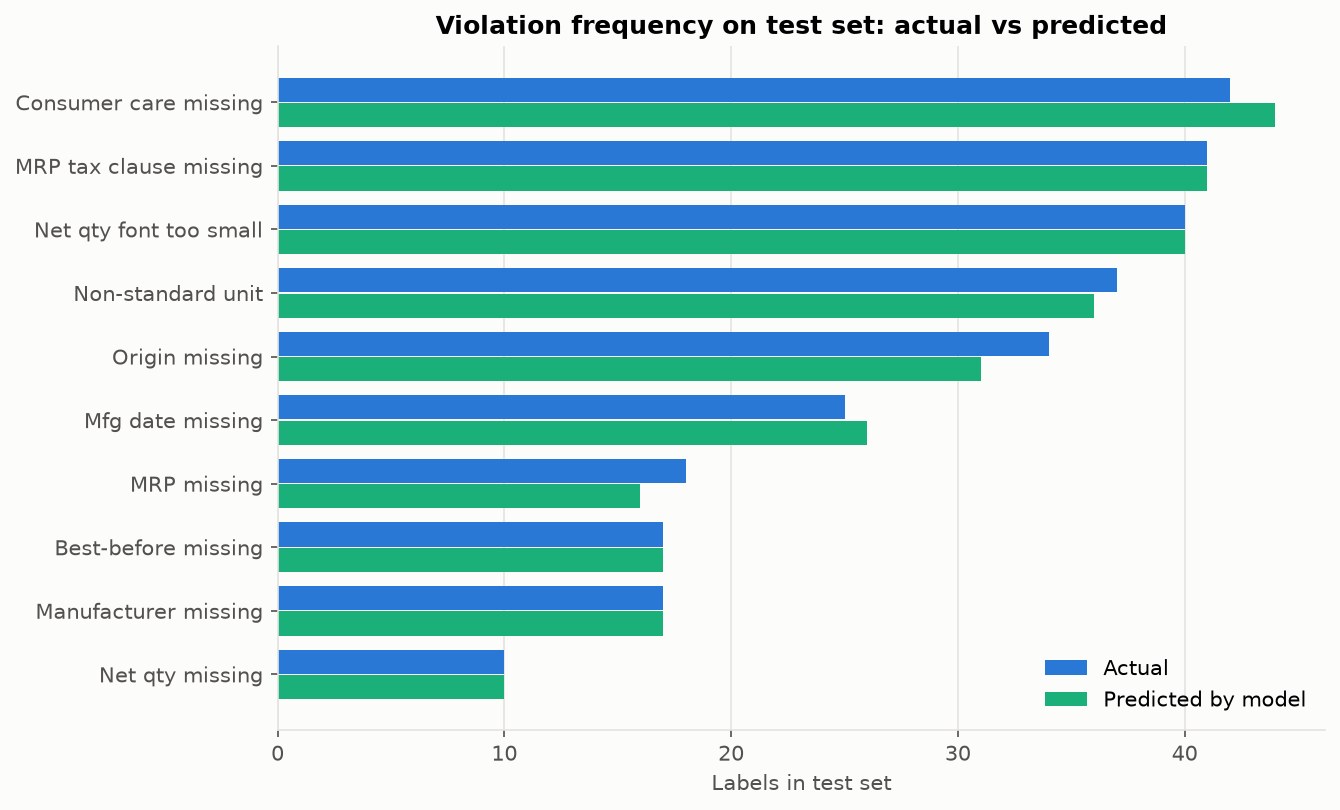 Violation frequency on test set: actual vs predicted
Consumer care missing
MRP tax clause missing
Net qty font too small
Non-standard unit
Origin missing
Mfg date missing
MRP missing
Best-before missing
Manufacturer missing
Net qty missing
Actual
Predicted by model
0 10 20 30 40
Labels in test set